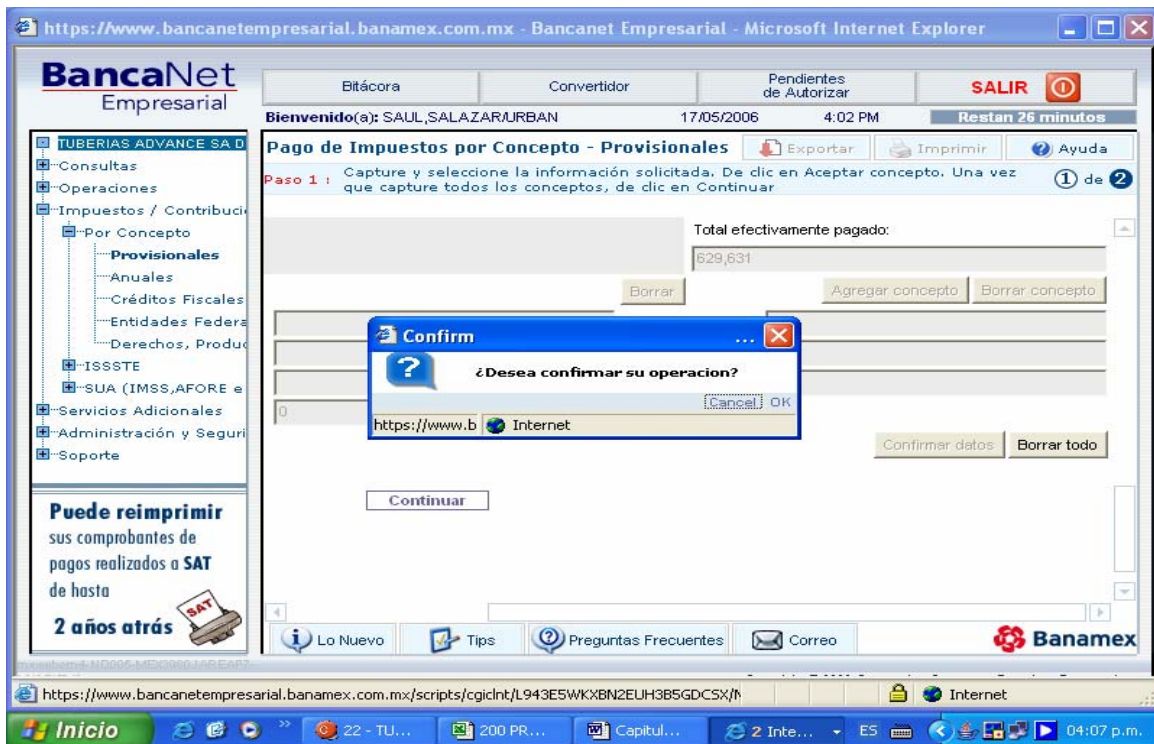 https://www.bancanetempresarial.banamex.com.mx - Bancanet Empresarial - Microsoft Internet Explorer
BancaNet
Empresarial
Bitácora
Convertidor
Pendientes
de Autorizar
SALIR
Bienvenido(a): SAUL,SALAZAR/URBAN 17/05/2006 4:02 PM Restan 26 minutos
TUBERIAS ADVANCE SA D
Consultas
Operaciones
Impuestos / Contribuci
Por Concepto
Provisionales
Anuales
Créditos Fiscales
Entidades Federa
Derechos, Produc
ISSSTE
SUA (IMSS,AFORE e
Servicios Adicionales
Administración y Seguri
Soporte
Puede reimprimir
sus comprobantes de
pagos realizados a SAT
de hasta
2 años atrás
SAT
Pago de Impuestos por Concepto - Provisionales
Exportar
Imprimir
Ayuda
Paso 1 : Capture y seleccione la información solicitada. De clic en Aceptar concepto. Una vez
que capture todos los conceptos, de clic en Continuar
1 de 2
Total efectivamente pagado:
629,631
Borrar
Agregar concepto
Borrar concepto
0
Confirm ...
¿Desea confirmar su operacion?
Cancel OK
https://www.b Internet
Confirmar datos
Borrar todo
Continuar
Lo Nuevo
Tips
Preguntas Frecuentes
Correo
Banamex
https://www.bancanetempresarial.banamex.com.mx/scripts/cgiclnt/L943E5WKXBN2EUH3B5GDCSX/N
Internet
Inicio
22 - TU...
200 PR...
Capitul...
2 Inte...
ES
04:07 p.m.